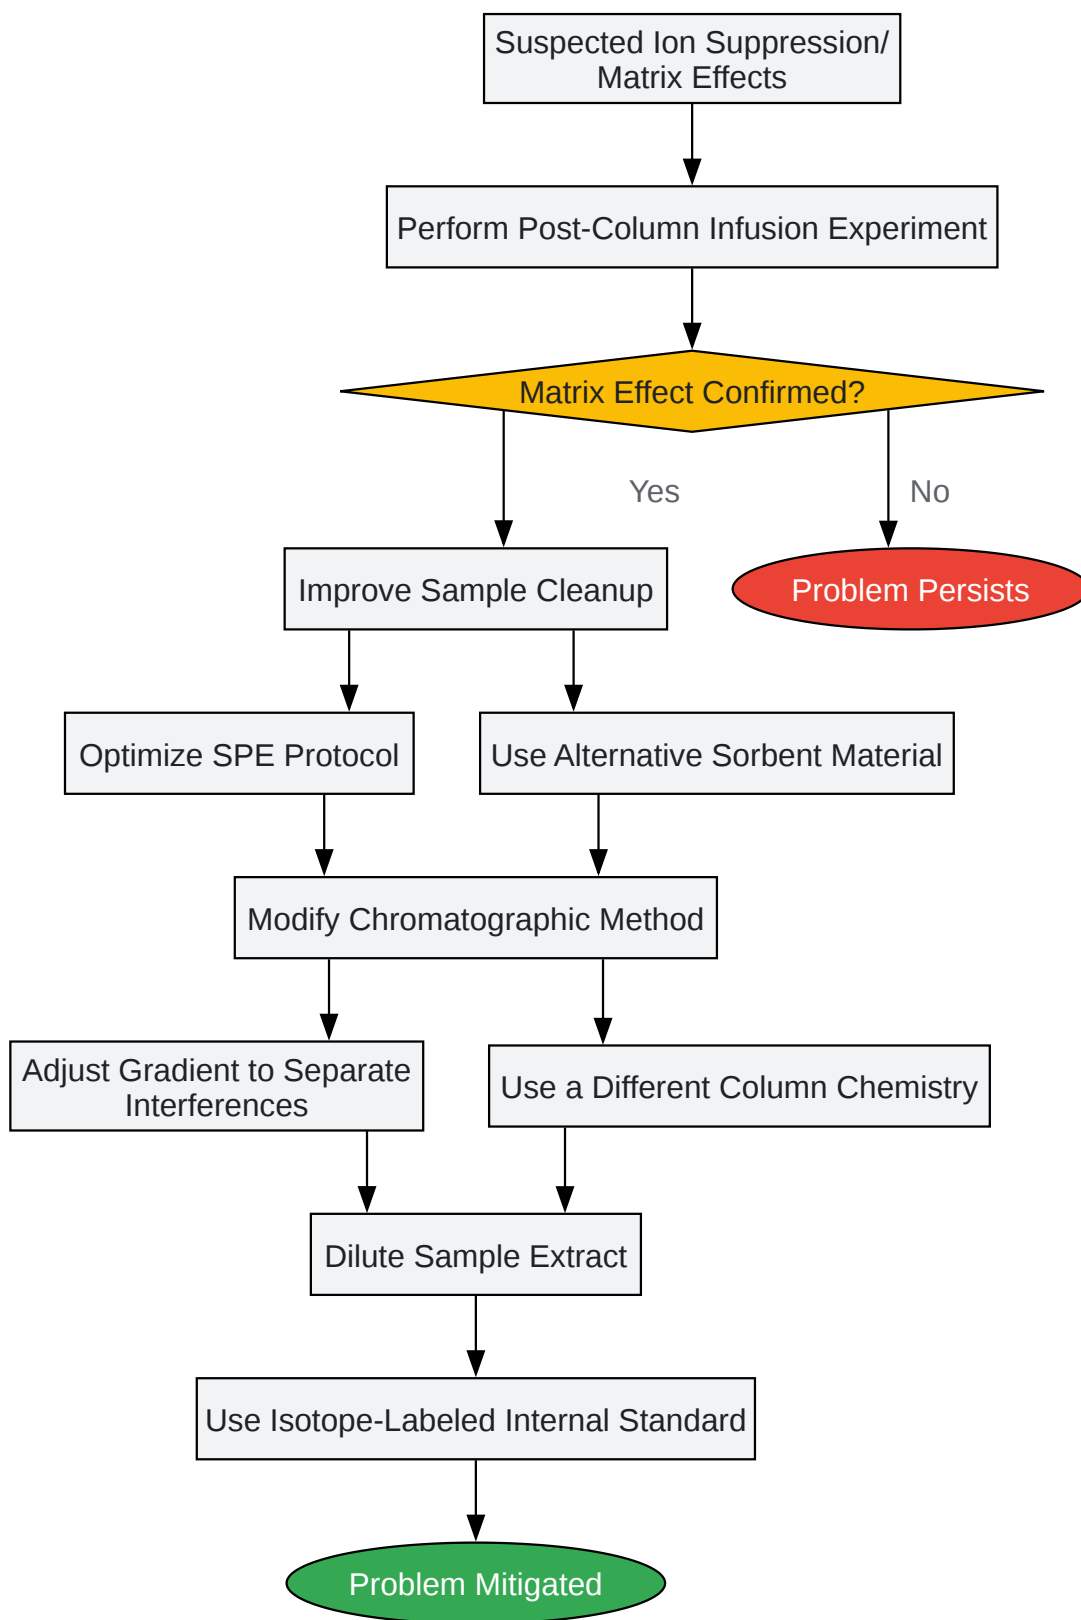 Suspected Ion Suppression/
Matrix Effects
Perform Post-Column Infusion Experiment
Matrix Effect Confirmed?
Yes
No
Improve Sample Cleanup
Problem Persists
Optimize SPE Protocol
Use Alternative Sorbent Material
Modify Chromatographic Method
Adjust Gradient to Separate
Interferences
Use a Different Column Chemistry
Dilute Sample Extract
Use Isotope-Labeled Internal Standard
Problem Mitigated